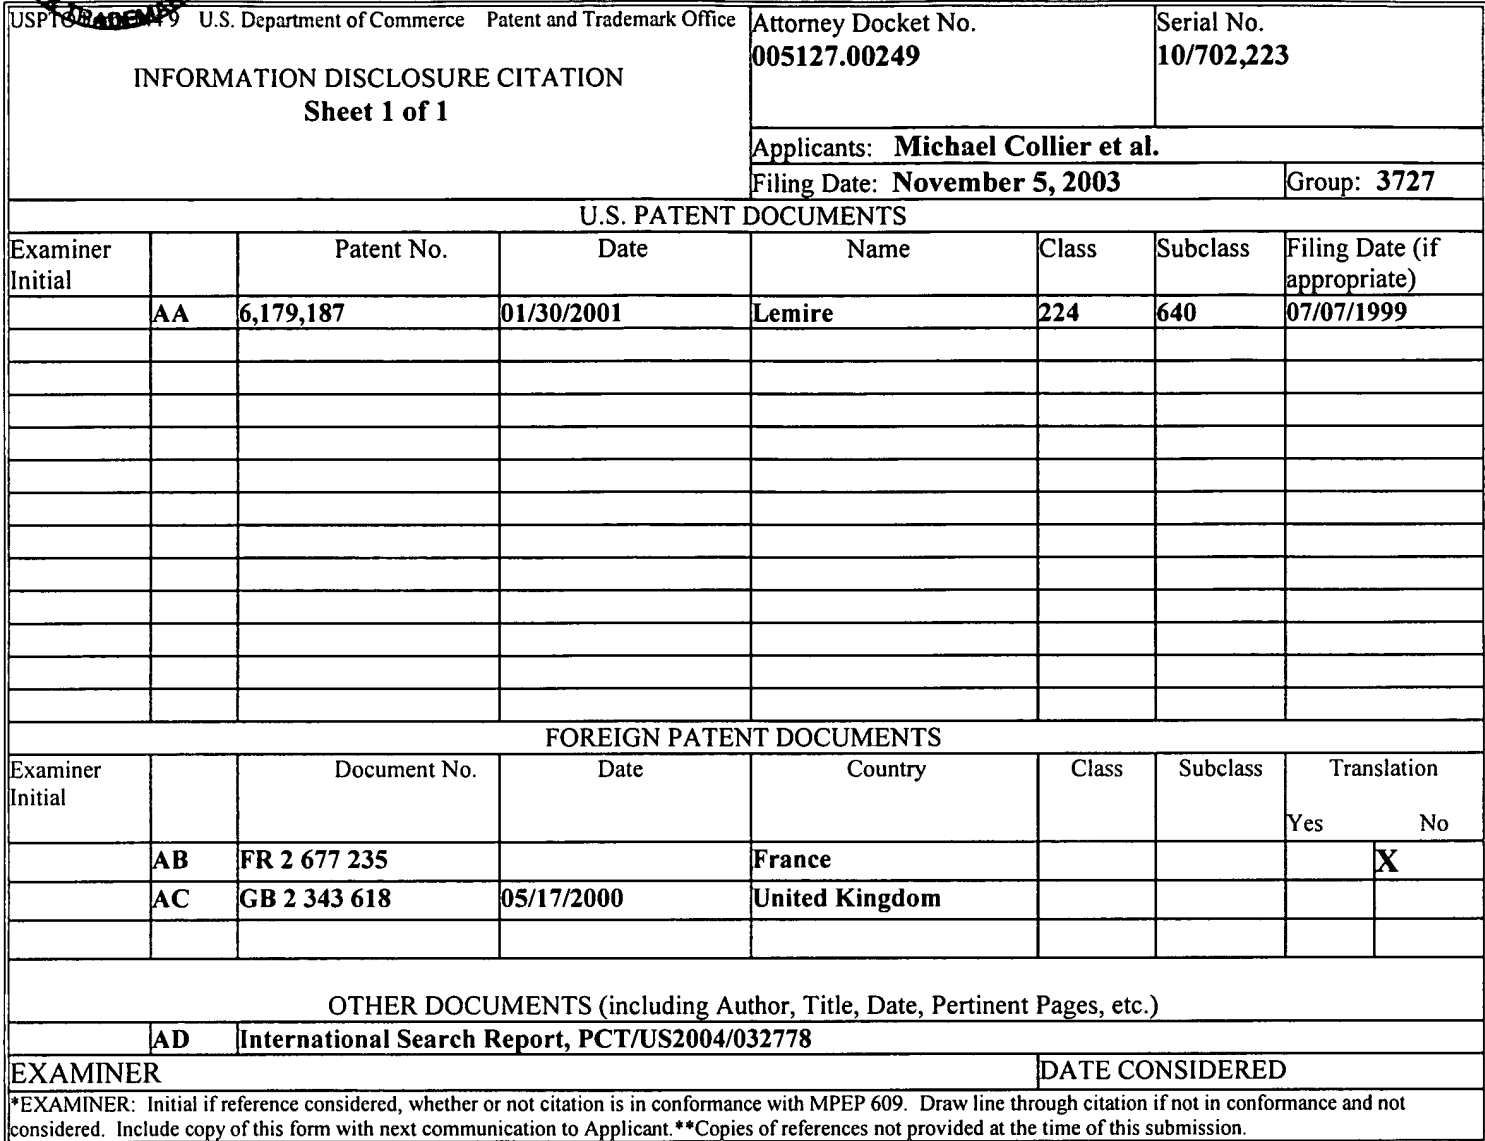 U.S. Department of Commerce Patent and Trademark Office
INFORMATION DISCLOSURE CITATION
Sheet 1 of 1
Attorney Docket No.
005127.00249
Serial No.
10/702,223
Applicants: Michael Collier et al.
Filing Date: November 5, 2003 Group: 3727
U.S. PATENT DOCUMENTS
Examiner Initial Patent No. Date Name Class Subclass Filing Date (if appropriate)
AA 6,179,187 01/30/2001 Lemire 224 640 07/07/1999
FOREIGN PATENT DOCUMENTS
Examiner Initial Document No. Date Country Class Subclass Translation
Yes No
AB FR 2 677 235 France X
AC GB 2 343 618 05/17/2000 United Kingdom
OTHER DOCUMENTS (including Author, Title, Date, Pertinent Pages, etc.)
AD International Search Report, PCT/US2004/032778
EXAMINER DATE CONSIDERED
*EXAMINER: Initial if reference considered, whether or not citation is in conformance with MPEP 609. Draw line through citation if not in conformance and not
considered. Include copy of this form with next communication to Applicant.**Copies of references not provided at the time of this submission.